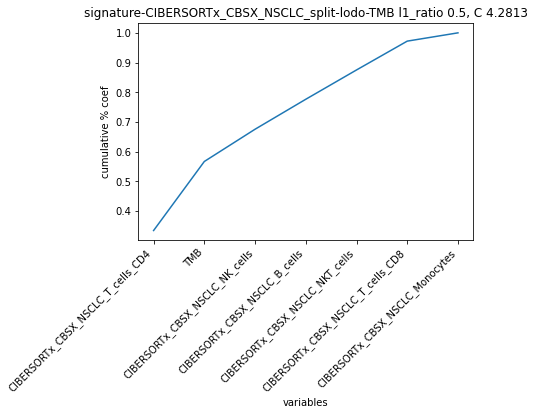 signature-CIBERSORTx_CBSX_NSCLC_split-lodo-TMB l1_ratio 0.5, C 4.2813
1.0
0.9
0.8
0.7
0.6
0.5
0.4
cumulative % coef
CIBERSORTx_CBSX_NSCLC_T_cells_CD4
TMB
CIBERSORTx_CBSX_NSCLC_NK_cells
CIBERSORTx_CBSX_NSCLC_B_cells
CIBERSORTx_CBSX_NSCLC_NKT_cells
CIBERSORTx_CBSX_NSCLC_T_cells_CD8
CIBERSORTx_CBSX_NSCLC_Monocytes
variables